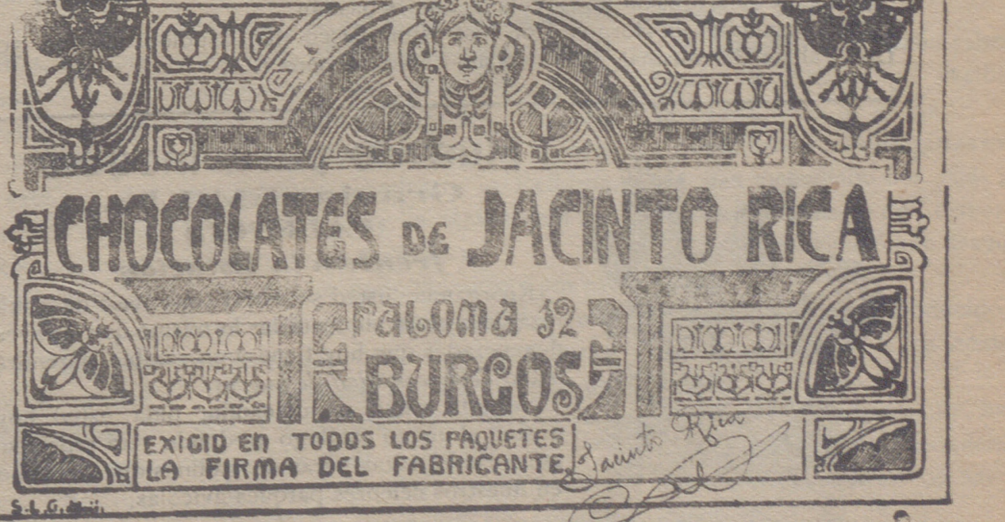 CHOCOLATES DE JACINTO RICA
PALOMA 32
BURGOS
EXIGID EN TODOS LOS PAQUETES
LA FIRMA DEL FABRICANTE
Jacinto Rica
S.L.G.